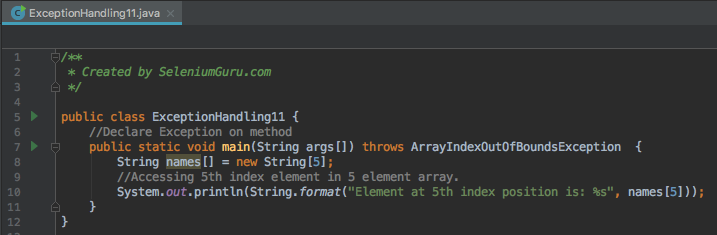 ExceptionHandling11.java
1 /**
2 * Created by SeleniumGuru.com
3 */
4
5 public class ExceptionHandling11 {
6 //Declare Exception on method
7 public static void main(String args[]) throws ArrayIndexOutOfBoundsException {
8 String names[] = new String[5];
9 //Accessing 5th index element in 5 element array.
10 System.out.println(String.format("Element at 5th index position is: %s", names[5]));
11 }
12 }